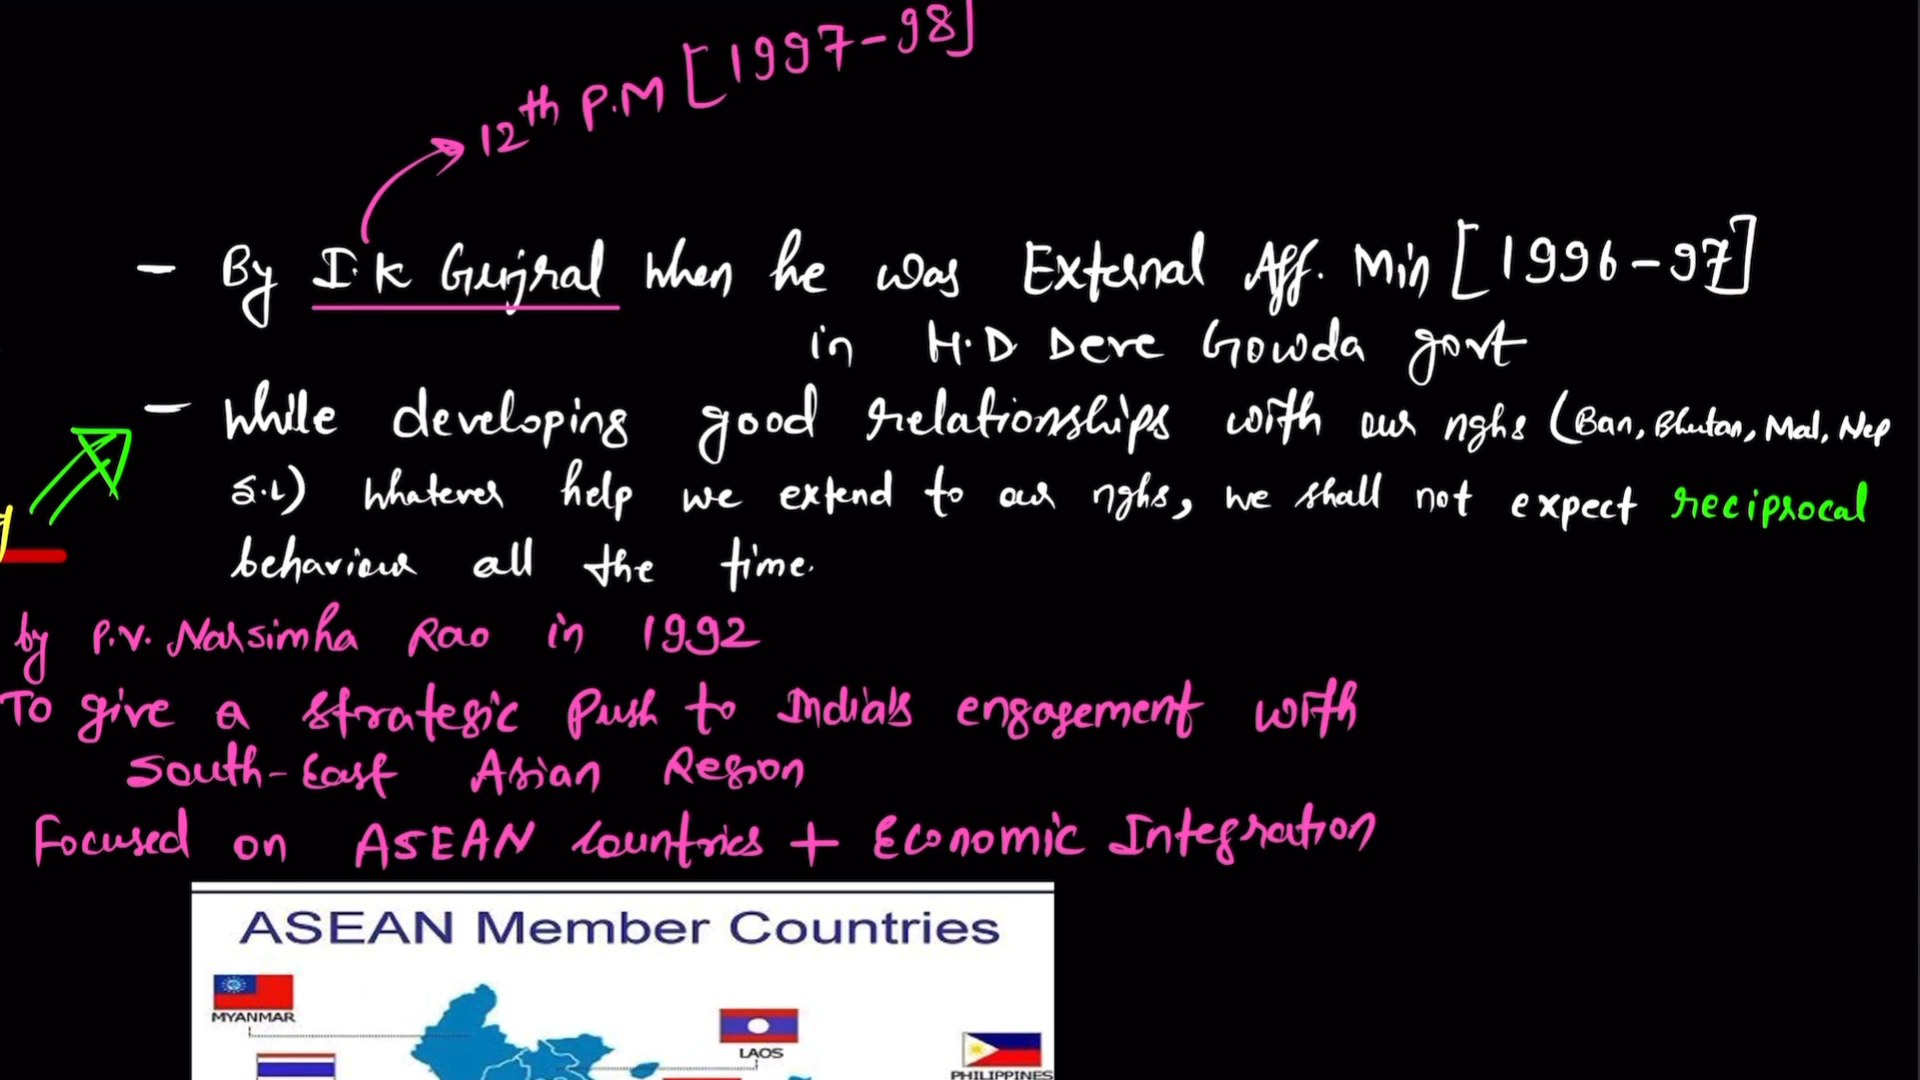 12th P.M [1997-98]
- By I.K Gujral when he was External Aff. Min [1996-97]
in H.D Deve Gowda govt
- While developing good relationships with our nghs (Ban, Bhutan, Mal, Nep
S.L) whatever help we extend to our nghs, we shall not expect reciprocal
behaviour all the time.
by P.V. Narsimha Rao in 1992
To give a strategic Push to India's engagement with
South-East Asian Region
Focused on ASEAN Countries + Economic Integration
ASEAN Member Countries
MYANMAR
LAOS
PHILIPPINES